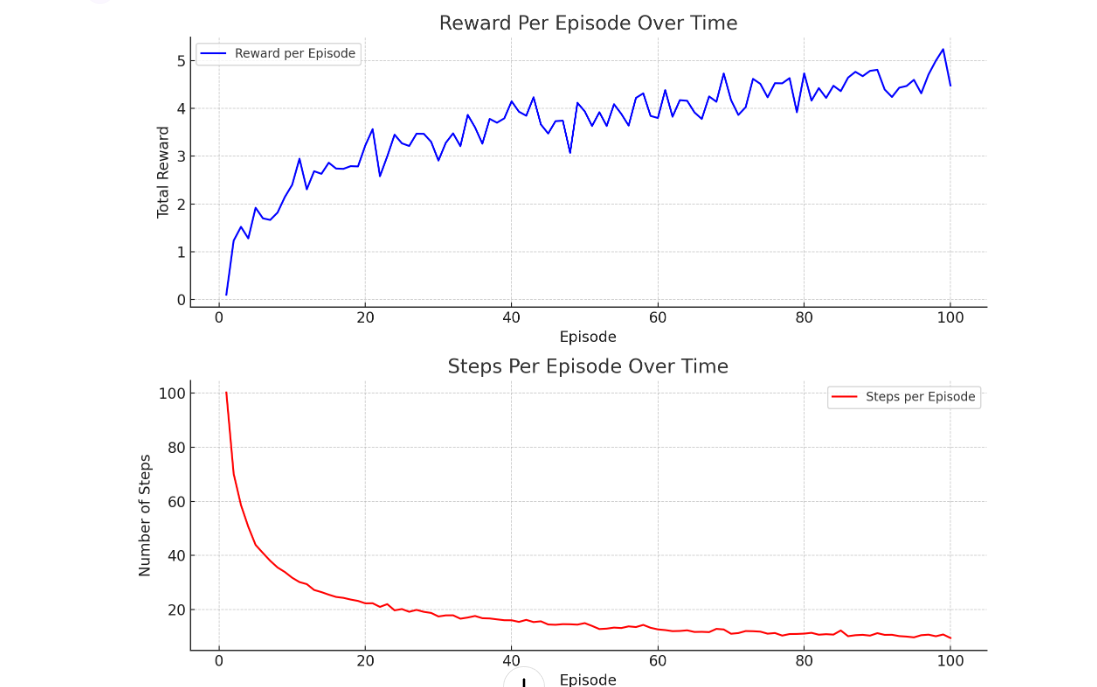 Reward Per Episode Over Time
Reward per Episode
5
4
3
2
1
0
Total Reward
0 20 40 60 80 100
Episode
Steps Per Episode Over Time
Steps per Episode
100
80
60
40
20
Number of Steps
0 20 40 60 80 100
Episode